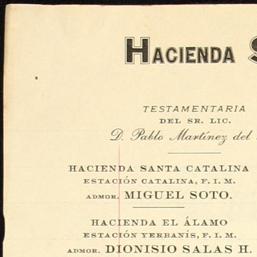 HACIENDA S
TESTAMENTARIA
DEL SR. LIC.
D. Pablo Martínez del
HACIENDA SANTA CATALINA
ESTACIÓN CATALINA, F. I. M.
ADMOR. MIGUEL SOTO.
HACIENDA EL ÁLAMO
ESTACIÓN YERBANÍS, F. I. M.
ADMOR. DIONISIO SALAS H.